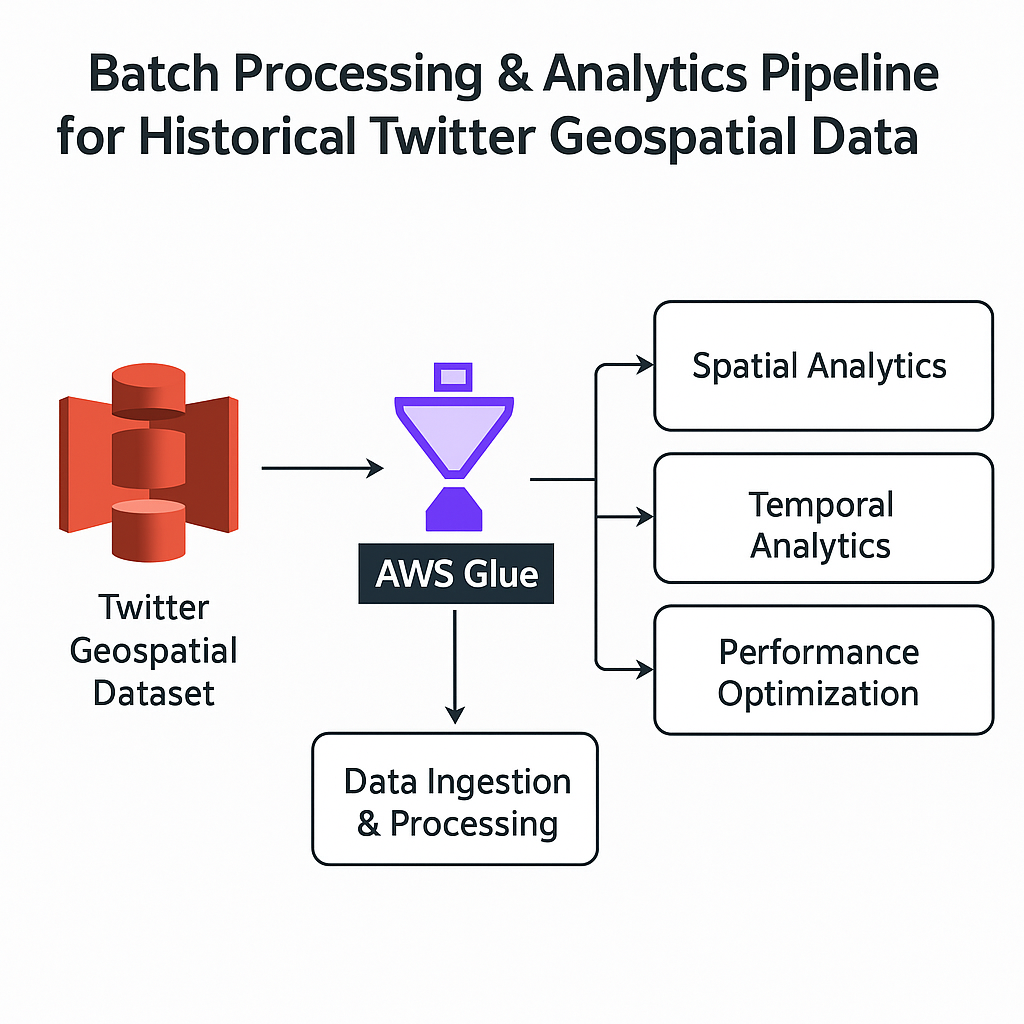 Batch Processing & Analytics Pipeline
for Historical Twitter Geospatial Data
Twitter
Geospatial
Dataset
AWS Glue
Data Ingestion
& Processing
Spatial Analytics
Temporal
Analytics
Performance
Optimization